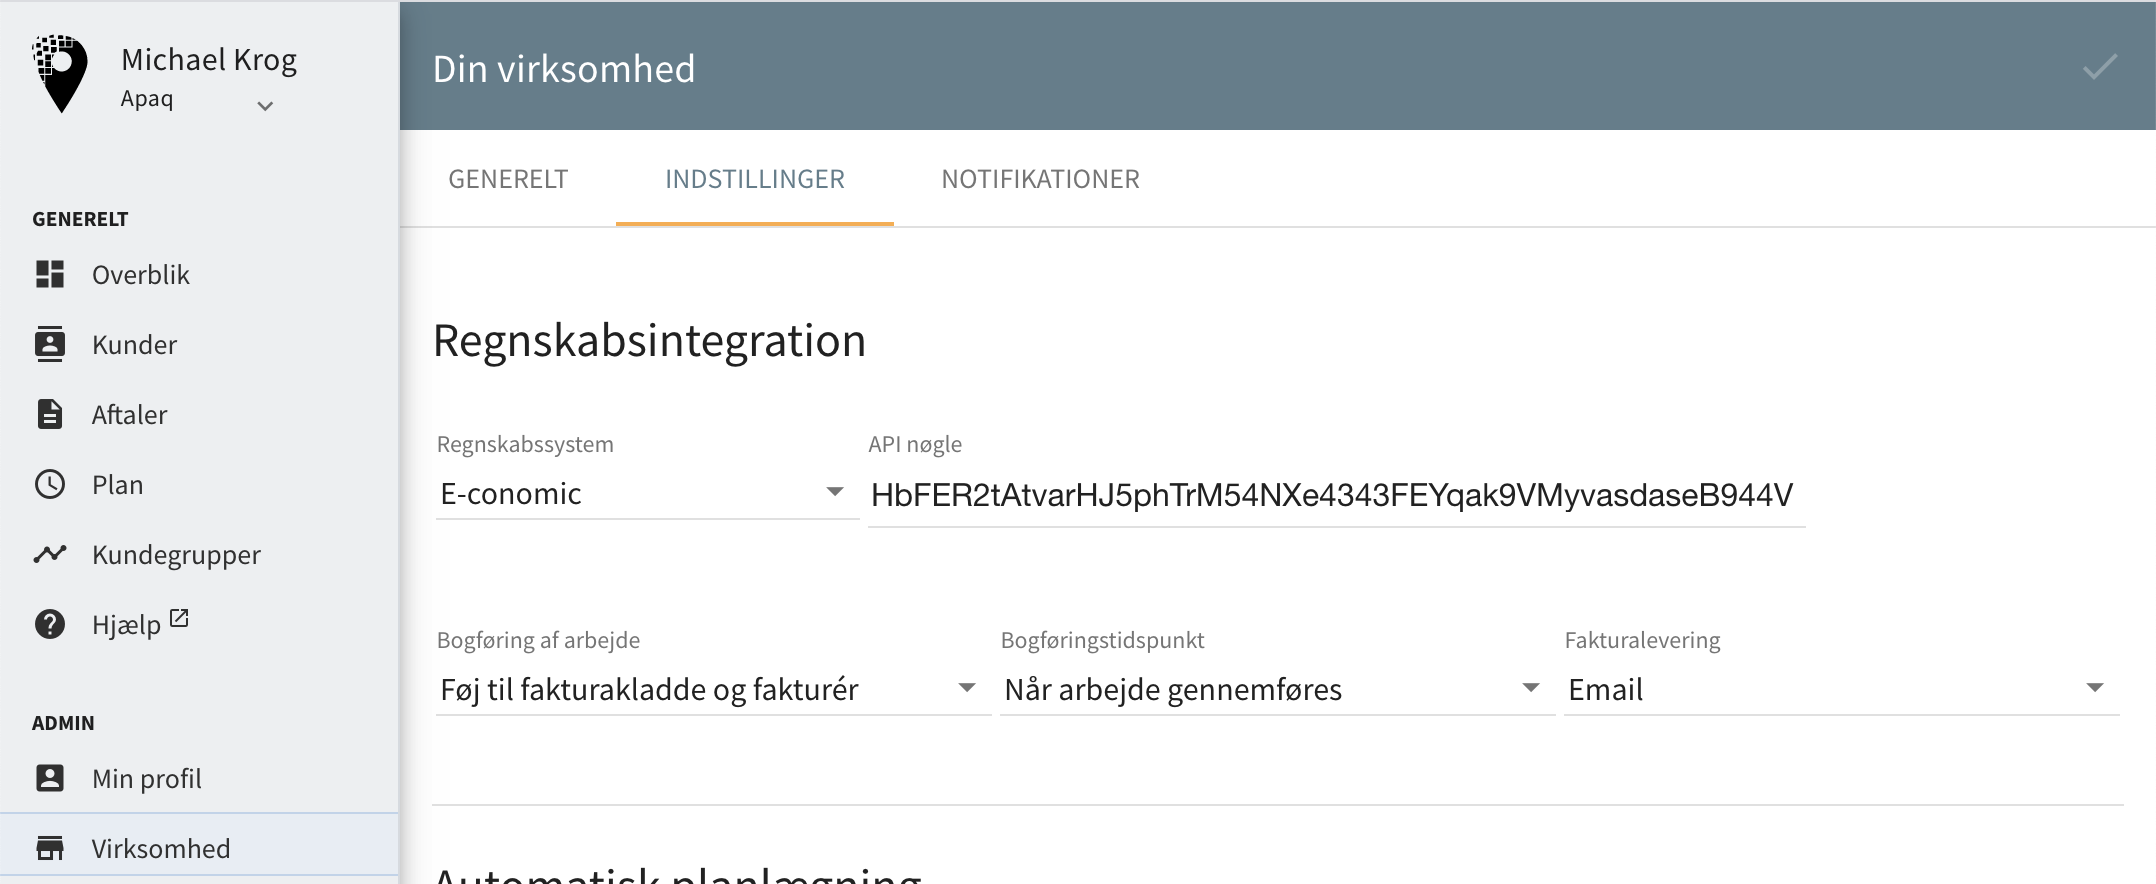 Michael Krog
Apaq
GENERELT
Overblik
Kunder
Aftaler
Plan
Kundegrupper
Hjælp
ADMIN
Min profil
Virksomhed
Din virksomhed
GENERELT INDSTILLINGER NOTIFIKATIONER
Regnskabsintegration
Regnskabssystem API nøgle
E-conomic HbFER2tAtvarHJ5phTrM54NXe4343FEYqak9VMyvasdaseB944V
Bogføring af arbejde Bogføringstidspunkt Fakturalevering
Føj til fakturakladde og fakturér Når arbejde gennemføres Email
Automatisk planlægning